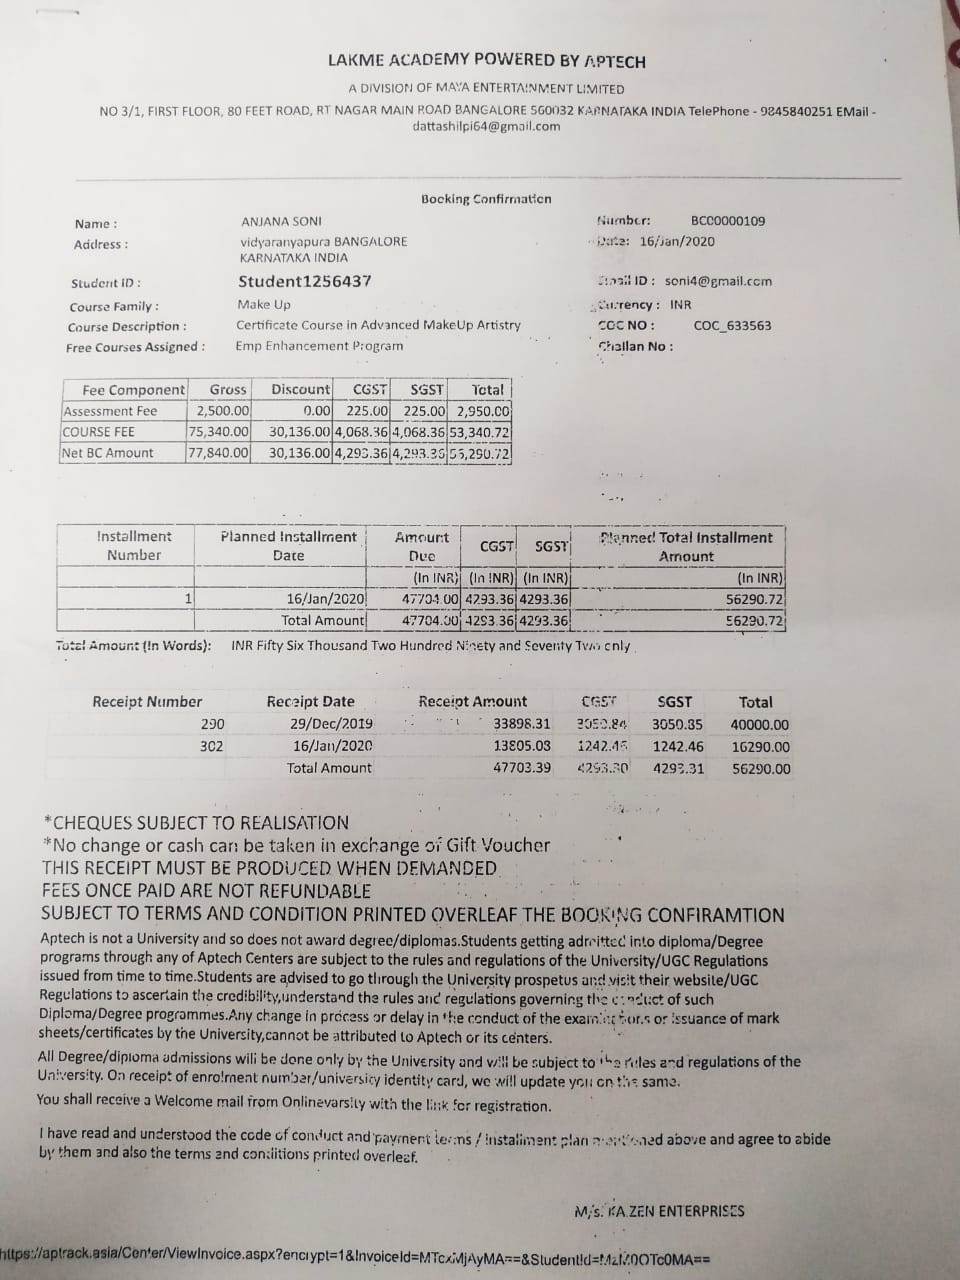 LAKME ACADEMY POWERED BY APTECH
A DIVISION OF MAYA ENTERTAINMENT LIMITED
NO 3/1, FIRST FLOOR, 80 FEET ROAD, RT NAGAR MAIN ROAD BANGALORE 560032 KARNATAKA INDIA TelePhone - 9845840251 EMail -
dattashilpi64@gmail.com
Booking Confirmation
Name : ANJANA SONI Number: BC00000109
Address : vidyaranyapura BANGALORE Date: 16/Jan/2020
KARNATAKA INDIA
Student ID : Student1256437 Email ID : soni4@gmail.com
Course Family : Make Up Currency : INR
Course Description : Certificate Course in Advanced MakeUp Artistry COC NO : COC_633563
Free Courses Assigned : Emp Enhancement Program Challan No :
Fee Component Gross Discount CGST SGST Total
Assessment Fee 2,500.00 0.00 225.00 225.00 2,950.00
COURSE FEE 75,340.00 30,136.00 4,068.36 4,068.36 53,340.72
Net BC Amount 77,840.00 30,136.00 4,293.36 4,293.36 56,290.72
Installment Planned Installment Amount CGST SGST Planned Total Installment
Number Date Due Amount
(In INR) (In INR) (In INR) (In INR)
1 16/Jan/2020 47704.00 4293.36 4293.36 56290.72
Total Amount 47704.00 4293.36 4293.36 56290.72
Total Amount (In Words): INR Fifty Six Thousand Two Hundred Ninety and Seventy Two only
Receipt Number Receipt Date Receipt Amount CGST SGST Total
290 29/Dec/2019 33898.31 3050.84 3050.85 40000.00
302 16/Jan/2020 13805.08 1242.46 1242.46 16290.00
Total Amount 47703.39 4293.30 4293.31 56290.00
*CHEQUES SUBJECT TO REALISATION
*No change or cash can be taken in exchange of Gift Voucher
THIS RECEIPT MUST BE PRODUCED WHEN DEMANDED
FEES ONCE PAID ARE NOT REFUNDABLE
SUBJECT TO TERMS AND CONDITION PRINTED OVERLEAF THE BOOKING CONFIRAMTION
Aptech is not a University and so does not award degree/diplomas.Students getting admitted into diploma/Degree
programs through any of Aptech Centers are subject to the rules and regulations of the University/UGC Regulations
issued from time to time.Students are advised to go through the University prospetus and visit their website/UGC
Regulations to ascertain the credibility,understand the rules and regulations governing the conduct of such
Diploma/Degree programmes.Any change in process or delay in the conduct of the examinations or issuance of mark
sheets/certificates by the University,cannot be attributed to Aptech or its centers.
All Degree/diploma admissions will be done only by the University and will be subject to the rules and regulations of the
University. On receipt of enrolment number/university identity card, we will update you on the same.
You shall receive a Welcome mail from Onlinevarsity with the link for registration.
I have read and understood the code of conduct and payment terms / installment plan mentioned above and agree to abide
by them and also the terms and conditions printed overleaf.
M/s. KAIZEN ENTERPRISES